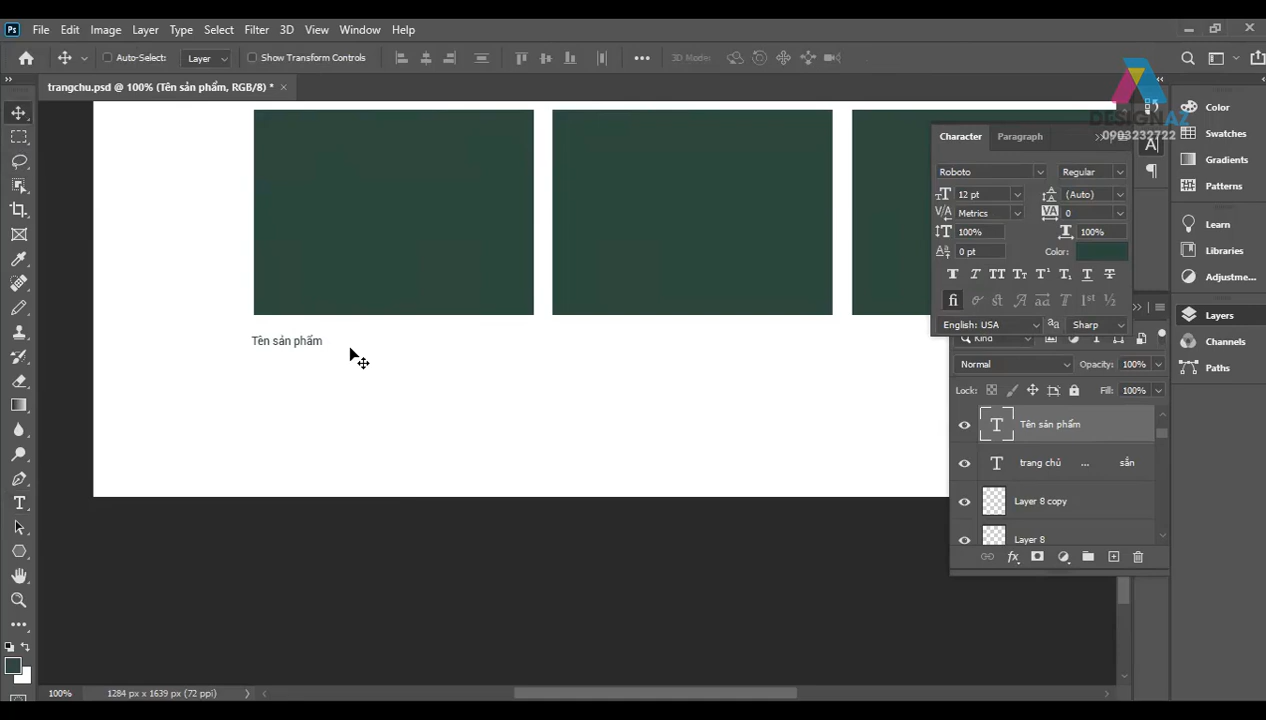 Ps File Edit Image Layer Type Select Filter 3D View Window Help
Auto-Select: Layer Show Transform Controls 3D Mode:
trangchu.psd @ 100% (Tên sản phẩm, RGB/8) *
DESIGN AZ
0903232722
Character Paragraph
Roboto Regular
12 pt (Auto)
Metrics 0
100% 100%
0 pt Color:
English: USA Sharp
Kind
Normal Opacity: 100%
Lock: Fill: 100%
Tên sản phẩm
trang chủ ... sẳn
Layer 8 copy
Layer 8
Color
Swatches
Gradients
Patterns
Learn
Libraries
Adjustme...
Layers
Channels
Paths
Tên sản phẩm
100% 1284 px x 1639 px (72 ppi)